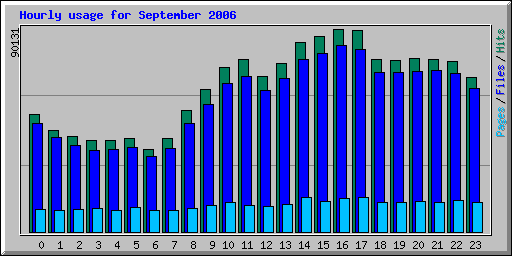 Hourly usage for September 2006
90131
Pages/Files/Hits
0 1 2 3 4 5 6 7 8 9 10 11 12 13 14 15 16 17 18 19 20 21 22 23